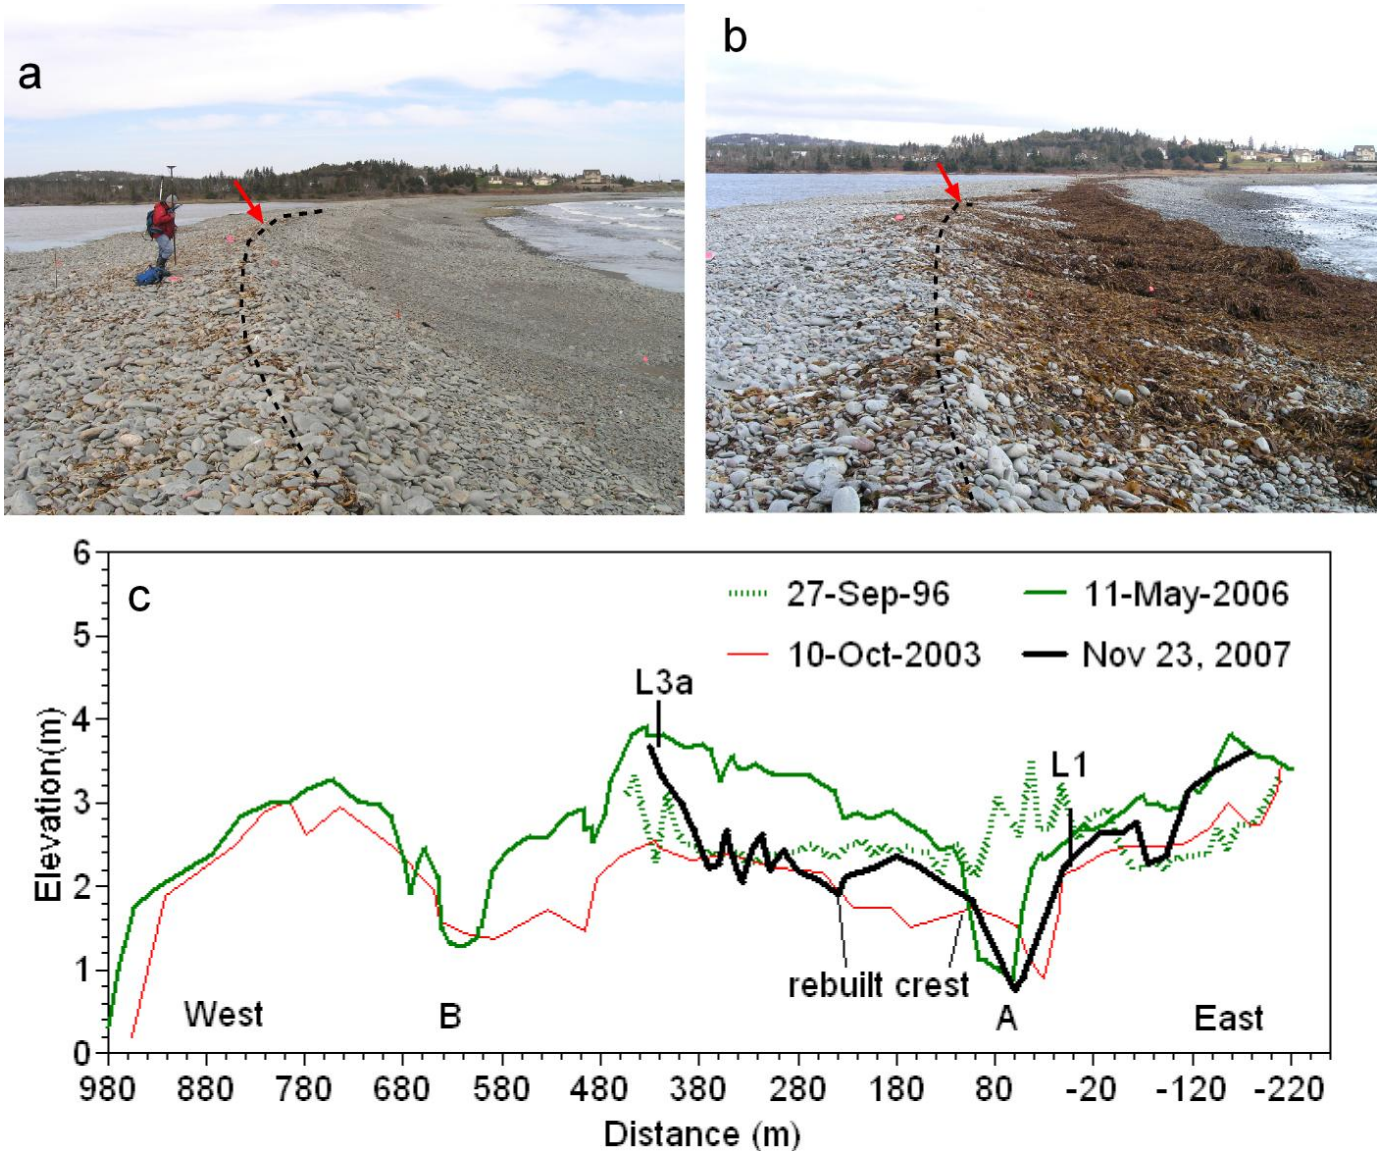 a
b
c
27-Sep-96
11-May-2006
10-Oct-2003
Nov 23, 2007
6
5
4
3
2
1
0
Elevation(m)
L3a
L1
rebuilt crest
West
B
A
East
980 880 780 680 580 480 380 280 180 80 -20 -120 -220
Distance (m)